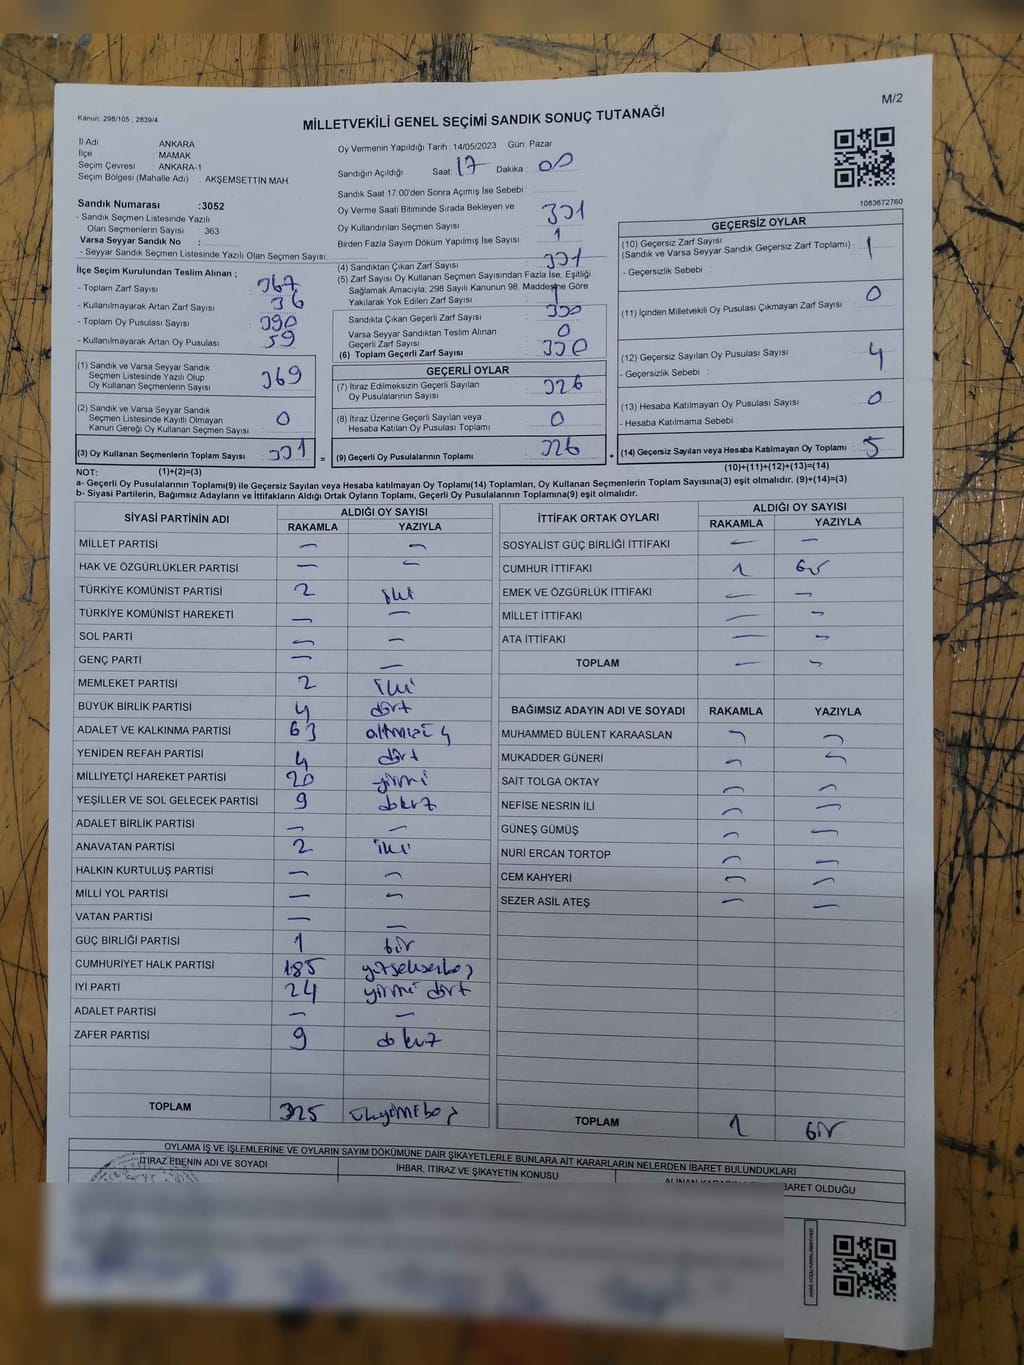 M/2
Kanun: 298/105 , 2839/4
MİLLETVEKİLİ GENEL SEÇİMİ SANDIK SONUÇ TUTANAĞI
İl Adı ANKARA
İlçe MAMAK
Seçim Çevresi ANKARA-1
Seçim Bölgesi (Mahalle Adı) : AKŞEMSETTİN MAH.
Sandık Numarası :3052
- Sandık Seçmen Listesinde Yazılı
Olan Seçmenlerin Sayısı : 363
Varsa Seyyar Sandık No :
- Seyyar Sandık Seçmen Listesinde Yazılı Olan Seçmen Sayısı:
Oy Vermenin Yapıldığı Tarih : 14/05/2023 Gün: Pazar
Sandığın Açıldığı Saat: 17 Dakika : 00
Sandık Saat 17:00'den Sonra Açımış İse Sebebi :
Oy Verme Saati Bitiminde Sırada Bekleyen ve
Oy Kullandırılan Seçmen Sayısı : 331
Birden Fazla Sayım Döküm Yapılmış İse Sayısı : 1
1083672760
İlçe Seçim Kurulundan Teslim Alınan ;
- Toplam Zarf Sayısı : 367
- Kullanılmayarak Artan Zarf Sayısı : 36
- Toplam Oy Pusulası Sayısı : 390
- Kullanılmayarak Artan Oy Pusulası : 59
(1) Sandık ve Varsa Seyyar Sandık
Seçmen Listesinde Yazılı Olup
Oy Kullanan Seçmenlerin Sayısı : 369
(2) Sandık ve Varsa Seyyar Sandık
Seçmen Listesinde Kayıtlı Olmayan
Kanun Gereği Oy Kullanan Seçmen Sayısı : 0
(3) Oy Kullanan Seçmenlerin Toplam Sayısı : 331 =
(4) Sandıktan Çıkan Zarf Sayısı : 331
(5) Zarf Sayısı Oy Kullanan Seçmen Sayısından Fazla İse, Eşitliği
Sağlamak Amacıyla; 298 Sayılı Kanunun 98. Maddesine Göre
Yakılarak Yok Edilen Zarf Sayısı : 1
Sandıkta Çıkan Geçerli Zarf Sayısı : 330
Varsa Seyyar Sandıktan Teslim Alınan
Geçerli Zarf Sayısı : 0
(6) Toplam Geçerli Zarf Sayısı : 330
GEÇERLİ OYLAR
(7) İtiraz Edilmeksizin Geçerli Sayılan
Oy Pusulalarının Sayısı : 326
(8) İtiraz Üzerine Geçerli Sayılan veya
Hesaba Katılan Oy Pusulası Toplamı : 0
(9) Geçerli Oy Pusulalarının Toplamı : 326 +
GEÇERSİZ OYLAR
(10) Geçersiz Zarf Sayısı
(Sandık ve Varsa Seyyar Sandık Geçersiz Zarf Toplamı) : 1
- Geçersizlik Sebebi :
(11) İçinden Milletvekili Oy Pusulası Çıkmayan Zarf Sayısı : 0
(12) Geçersiz Sayılan Oy Pusulası Sayısı : 4
- Geçersizlik Sebebi :
(13) Hesaba Katılmayan Oy Pusulası Sayısı : 0
- Hesaba Katılmama Sebebi :
(14) Geçersiz Sayılan veya Hesaba Katılmayan Oy Toplamı : 5
NOT: (1)+(2)=(3) (10)+(11)+(12)+(13)=(14)
a- Geçerli Oy Pusulalarının Toplamı(9) ile Geçersiz Sayılan veya Hesaba Katılmayan Oy Toplamı(14) Toplamları, Oy Kullanan Seçmenlerin Toplam Sayısına(3) eşit olmalıdır. (9)+(14)=(3)
b- Siyasi Partilerin, Bağımsız Adayların ve İttifakların Aldığı Ortak Oyların Toplamı, Geçerli Oy Pusulalarının Toplamına(9) eşit olmalıdır.
SİYASİ PARTİNİN ADI ALDIĞI OY SAYISI
RAKAMLA YAZIYLA
MİLLET PARTİSİ — —
HAK VE ÖZGÜRLÜKLER PARTİSİ — —
TÜRKİYE KOMÜNİST PARTİSİ 2 iki
TÜRKİYE KOMÜNİST HAREKETİ — —
SOL PARTİ — —
GENÇ PARTİ — —
MEMLEKET PARTİSİ 2 iki
BÜYÜK BİRLİK PARTİSİ 4 dört
ADALET VE KALKINMA PARTİSİ 63
YENİDEN REFAH PARTİSİ 4 dört
MİLLİYETÇİ HAREKET PARTİSİ 20 yirmi
YEŞİLLER VE SOL GELECEK PARTİSİ 9 dokuz
ADALET BİRLİK PARTİSİ — —
ANAVATAN PARTİSİ 2 iki
HALKIN KURTULUŞ PARTİSİ — —
MİLLİ YOL PARTİSİ — —
VATAN PARTİSİ — —
GÜÇ BİRLİĞİ PARTİSİ 1 bir
CUMHURİYET HALK PARTİSİ 185 yüzseksenbeş
İYİ PARTİ 24 yirmi dört
ADALET PARTİSİ — —
ZAFER PARTİSİ 9 dokuz
TOPLAM 325 üçyirmibeş
İTTİFAK ORTAK OYLARI ALDIĞI OY SAYISI
RAKAMLA YAZIYLA
SOSYALİST GÜÇ BİRLİĞİ İTTİFAKI — —
CUMHUR İTTİFAKI 1 bir
EMEK VE ÖZGÜRLÜK İTTİFAKI — —
MİLLET İTTİFAKI — —
ATA İTTİFAKI — —
TOPLAM — —
BAĞIMSIZ ADAYIN ADI VE SOYADI RAKAMLA YAZIYLA
MUHAMMED BÜLENT KARAASLAN — —
MUKADDER GÜNERİ — —
SAİT TOLGA OKTAY — —
NEFİSE NESRİN İLİ — —
GÜNEŞ GÜMÜŞ — —
NURİ ERCAN TORTOP — —
CEM KAHYERİ — —
SEZER ASİL ATEŞ — —
TOPLAM 1 bir
OYLAMA İŞ VE İŞLEMLERİNE VE OYLARIN SAYIM DÖKÜMÜNE DAİR ŞİKAYETLERLE BUNLARA AİT KARARLARIN NELERDEN İBARET BULUNDUKLARI
İTİRAZ EDENİN ADI VE SOYADI
İHBAR, İTİRAZ VE ŞİKAYETİN KONUSU